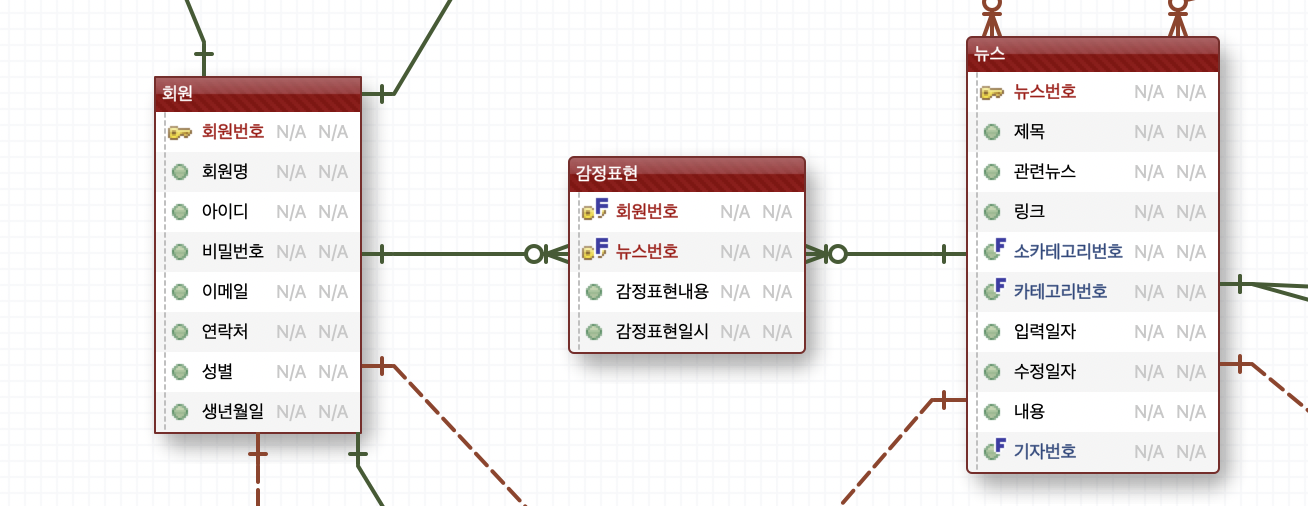 회원
회원번호 N/A N/A
회원명 N/A N/A
아이디 N/A N/A
비밀번호 N/A N/A
이메일 N/A N/A
연락처 N/A N/A
성별 N/A N/A
생년월일 N/A N/A
감정표현
F 회원번호 N/A N/A
F 뉴스번호 N/A N/A
감정표현내용 N/A N/A
감정표현일시 N/A N/A
뉴스
뉴스번호 N/A N/A
제목 N/A N/A
관련뉴스 N/A N/A
링크 N/A N/A
F 소카테고리번호 N/A N/A
F 카테고리번호 N/A N/A
입력일자 N/A N/A
수정일자 N/A N/A
내용 N/A N/A
F 기자번호 N/A N/A